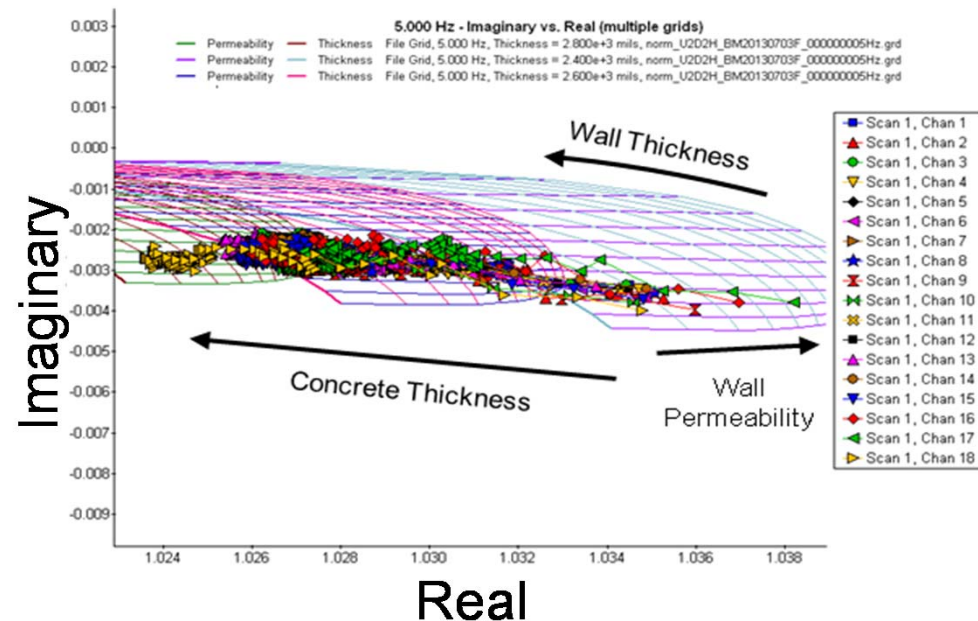 5.000 Hz - Imaginary vs. Real (multiple grids)
Permeability Thickness File Grid, 5.000 Hz, Thickness = 2.800e+3 mils, norm_U2D2H_BM20130703F_000000005Hz.grd
Permeability Thickness File Grid, 5.000 Hz, Thickness = 2.400e+3 mils, norm_U2D2H_BM20130703F_000000005Hz.grd
Permeability Thickness File Grid, 5.000 Hz, Thickness = 2.600e+3 mils, norm_U2D2H_BM20130703F_000000005Hz.grd
0.003
0.002
0.001
0.000
-0.001
-0.002
-0.003
-0.004
-0.005
-0.006
-0.007
-0.008
-0.009
Imaginary
Wall Thickness
Concrete Thickness
Wall
Permeability
Scan 1, Chan 1
Scan 1, Chan 2
Scan 1, Chan 3
Scan 1, Chan 4
Scan 1, Chan 5
Scan 1, Chan 6
Scan 1, Chan 7
Scan 1, Chan 8
Scan 1, Chan 9
Scan 1, Chan 10
Scan 1, Chan 11
Scan 1, Chan 12
Scan 1, Chan 13
Scan 1, Chan 14
Scan 1, Chan 15
Scan 1, Chan 16
Scan 1, Chan 17
Scan 1, Chan 18
1.024 1.026 1.028 1.030 1.032 1.034 1.036 1.038
Real